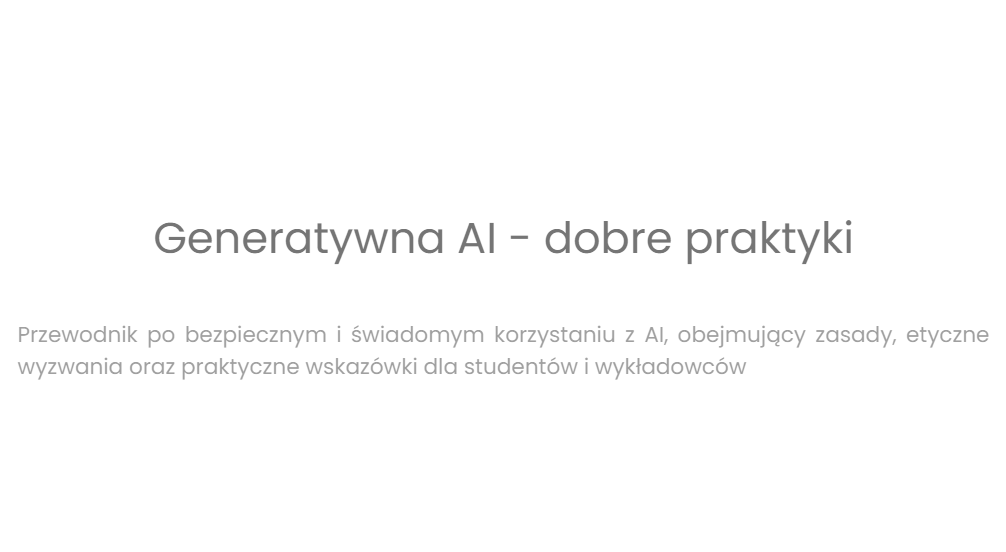 Generatywna AI - dobre praktyki
Przewodnik po bezpiecznym i świadomym korzystaniu z AI, obejmujący zasady, etyczne
wyzwania oraz praktyczne wskazówki dla studentów i wykładowców